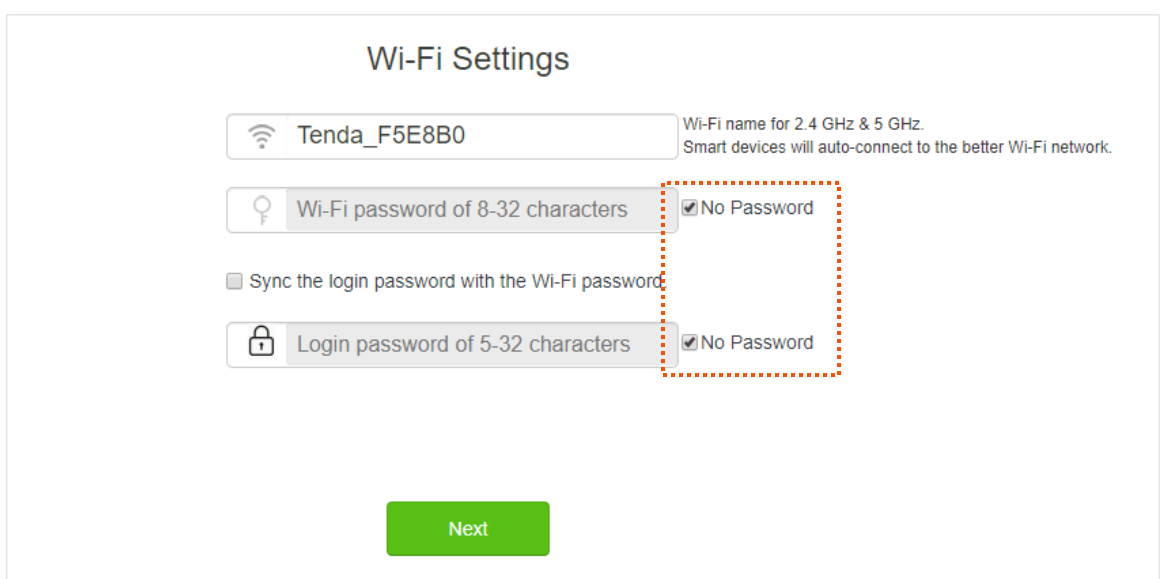 Wi-Fi Settings
Tenda_F5E8B0
Wi-Fi name for 2.4 GHz & 5 GHz.
Smart devices will auto-connect to the better Wi-Fi network.
Wi-Fi password of 8-32 characters
No Password
Sync the login password with the Wi-Fi password.
Login password of 5-32 characters
No Password
Next